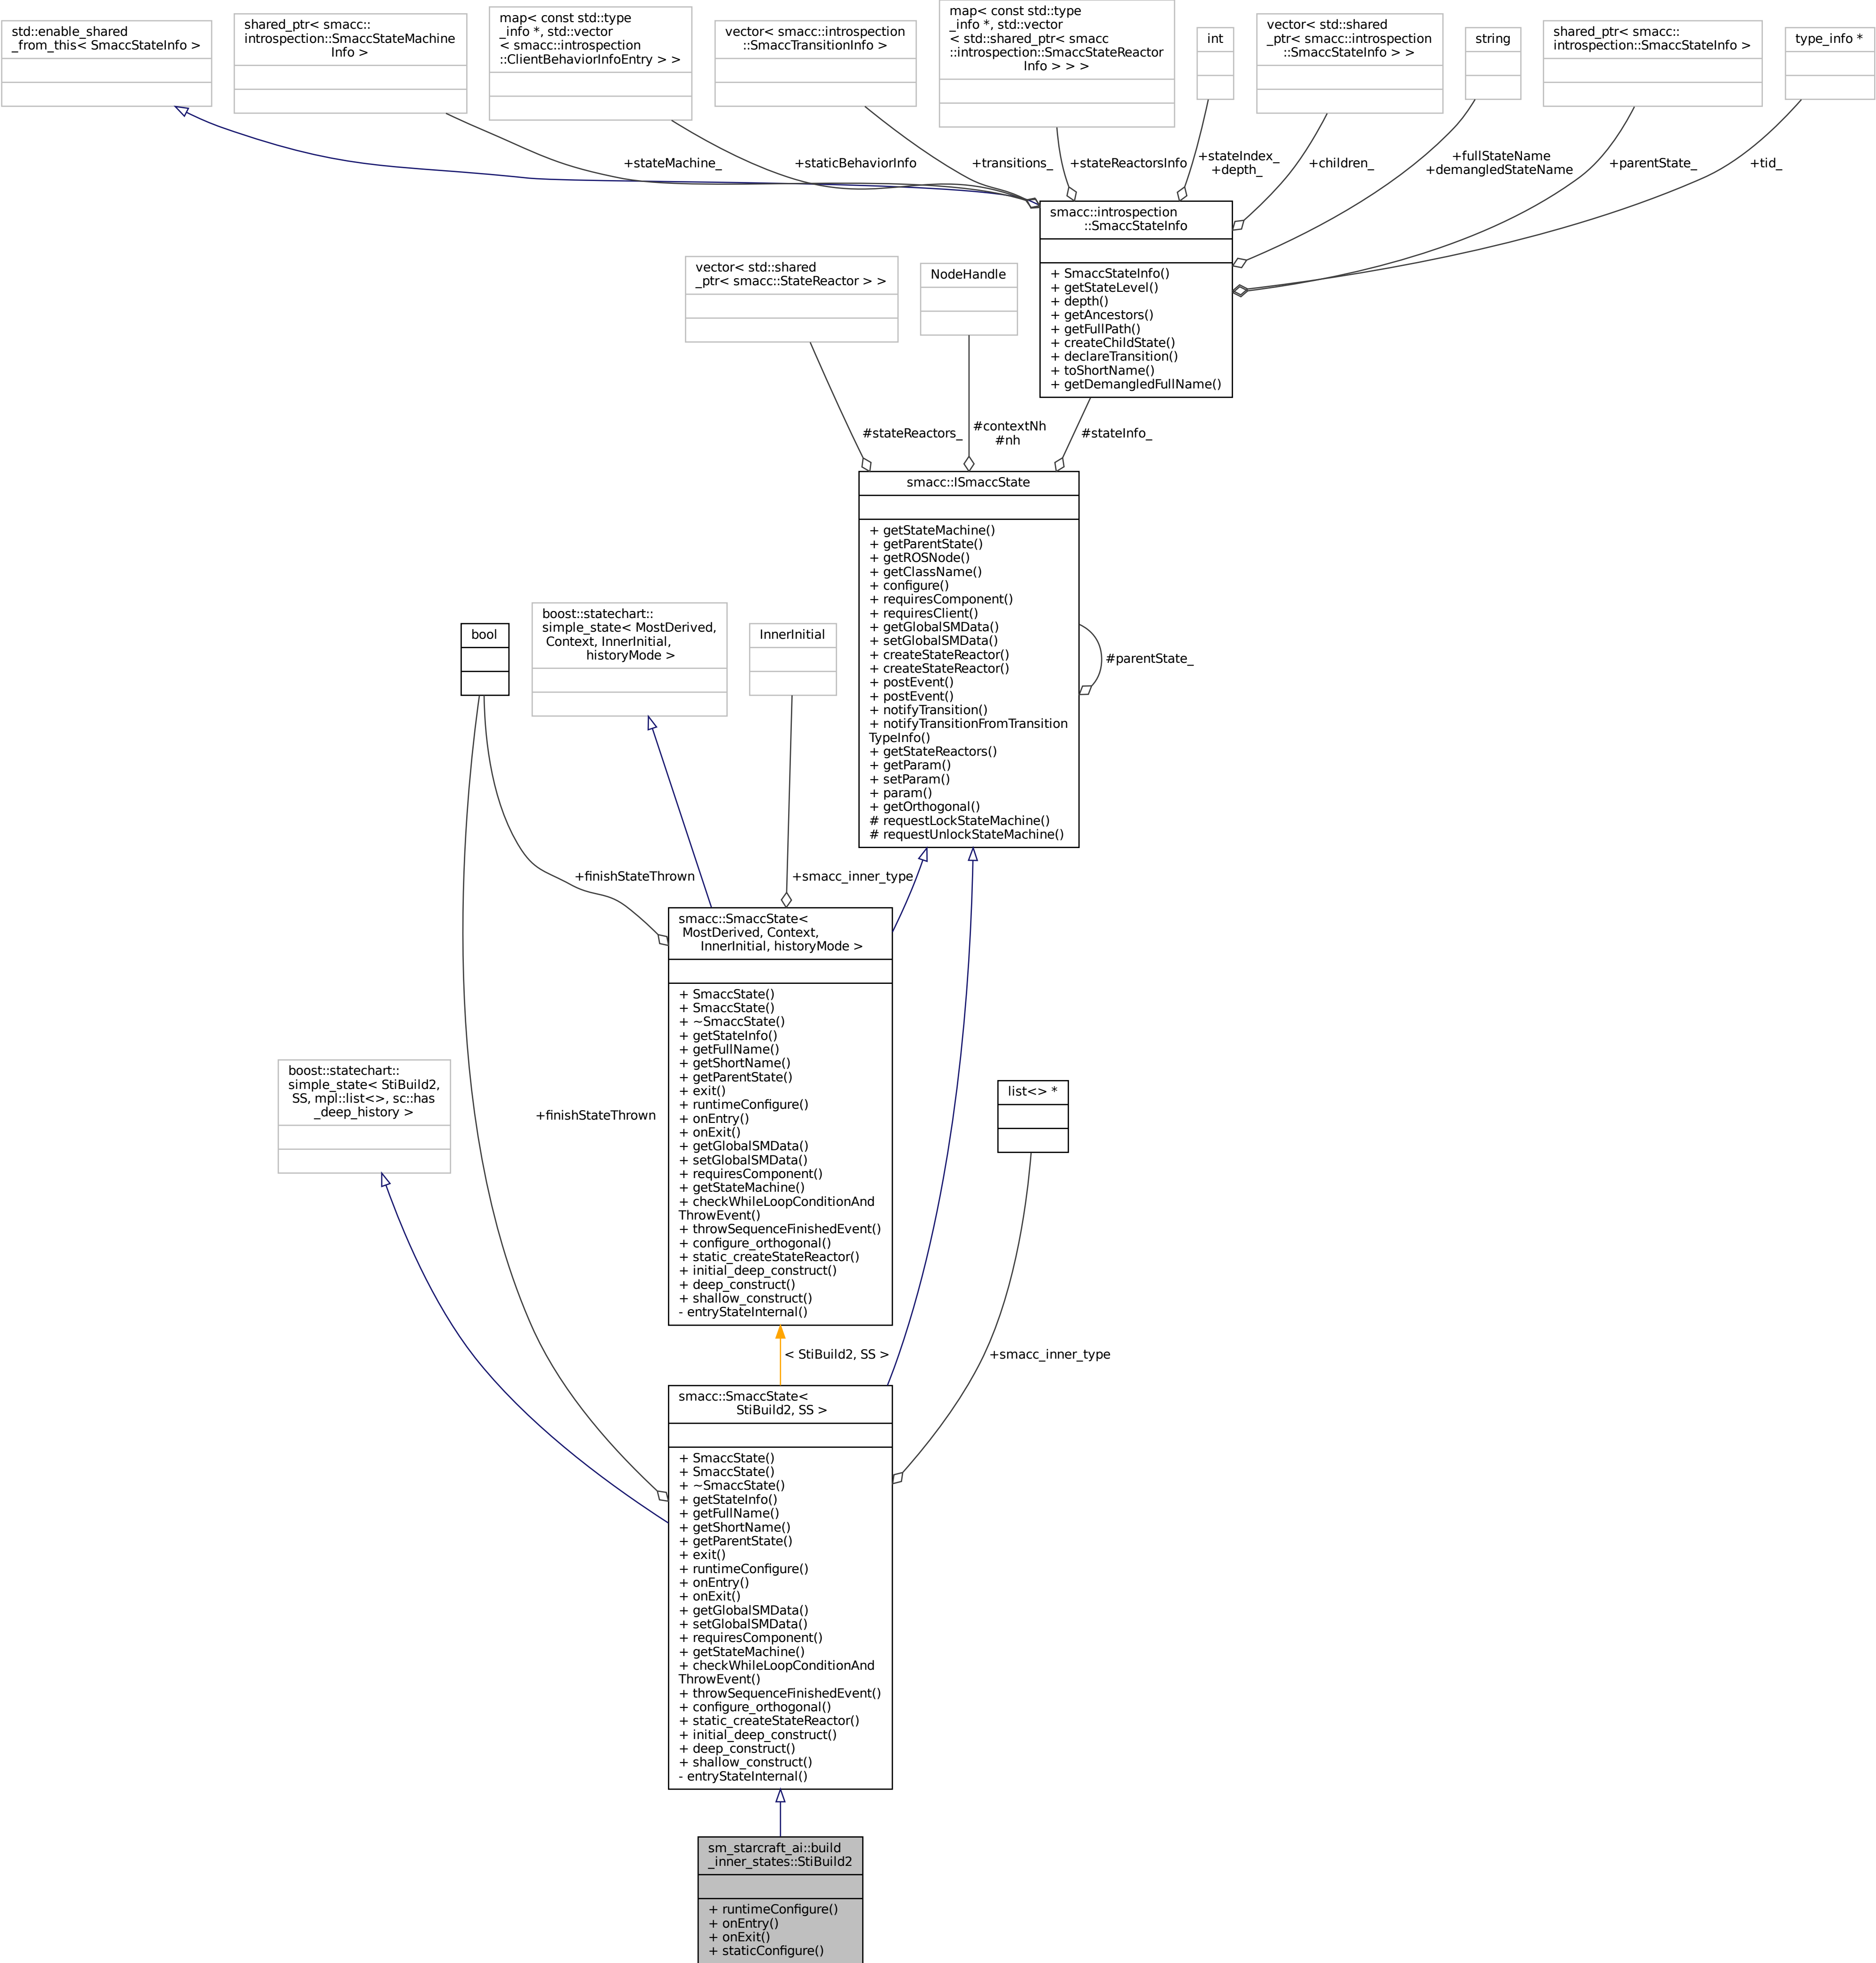 std::enable_shared
_from_this< SmaccStateInfo >
shared_ptr< smacc::
introspection::SmaccStateMachine
Info >
map< const std::type
_info *, std::vector
< smacc::introspection
::ClientBehaviorInfoEntry > >
vector< smacc::introspection
::SmaccTransitionInfo >
map< const std::type
_info *, std::vector
< std::shared_ptr< smacc
::introspection::SmaccStateReactor
Info > > >
int
vector< std::shared
_ptr< smacc::introspection
::SmaccStateInfo > >
string
shared_ptr< smacc::
introspection::SmaccStateInfo >
type_info *
+stateMachine_
+staticBehaviorInfo
+transitions_
+stateReactorsInfo
+stateIndex_
+depth_
+children_
+fullStateName
+demangledStateName
+parentState_
+tid_
smacc::introspection
::SmaccStateInfo
+ SmaccStateInfo()
+ getStateLevel()
+ depth()
+ getAncestors()
+ getFullPath()
+ createChildState()
+ declareTransition()
+ toShortName()
+ getDemangledFullName()
vector< std::shared
_ptr< smacc::StateReactor > >
NodeHandle
#stateReactors_
#contextNh
#nh
#stateInfo_
smacc::ISmaccState
+ getStateMachine()
+ getParentState()
+ getROSNode()
+ getClassName()
+ configure()
+ requiresComponent()
+ requiresClient()
+ getGlobalSMData()
+ setGlobalSMData()
+ createStateReactor()
+ createStateReactor()
+ postEvent()
+ postEvent()
+ notifyTransition()
+ notifyTransitionFromTransition
TypeInfo()
+ getStateReactors()
+ getParam()
+ setParam()
+ param()
+ getOrthogonal()
# requestLockStateMachine()
# requestUnlockStateMachine()
#parentState_
bool
boost::statechart::
simple_state< MostDerived,
Context, InnerInitial,
historyMode >
InnerInitial
+finishStateThrown
+smacc_inner_type
smacc::SmaccState<
MostDerived, Context,
InnerInitial, historyMode >
+ SmaccState()
+ SmaccState()
+ ~SmaccState()
+ getStateInfo()
+ getFullName()
+ getShortName()
+ getParentState()
+ exit()
+ runtimeConfigure()
+ onEntry()
+ onExit()
+ getGlobalSMData()
+ setGlobalSMData()
+ requiresComponent()
+ getStateMachine()
+ checkWhileLoopConditionAnd
ThrowEvent()
+ throwSequenceFinishedEvent()
+ configure_orthogonal()
+ static_createStateReactor()
+ initial_deep_construct()
+ deep_construct()
+ shallow_construct()
- entryStateInternal()
boost::statechart::
simple_state< StiBuild2,
SS, mpl::list<>, sc::has
_deep_history >
+finishStateThrown
list<> *
< StiBuild2, SS >
+smacc_inner_type
smacc::SmaccState<
StiBuild2, SS >
+ SmaccState()
+ SmaccState()
+ ~SmaccState()
+ getStateInfo()
+ getFullName()
+ getShortName()
+ getParentState()
+ exit()
+ runtimeConfigure()
+ onEntry()
+ onExit()
+ getGlobalSMData()
+ setGlobalSMData()
+ requiresComponent()
+ getStateMachine()
+ checkWhileLoopConditionAnd
ThrowEvent()
+ throwSequenceFinishedEvent()
+ configure_orthogonal()
+ static_createStateReactor()
+ initial_deep_construct()
+ deep_construct()
+ shallow_construct()
- entryStateInternal()
sm_starcraft_ai::build
_inner_states::StiBuild2
+ runtimeConfigure()
+ onEntry()
+ onExit()
+ staticConfigure()